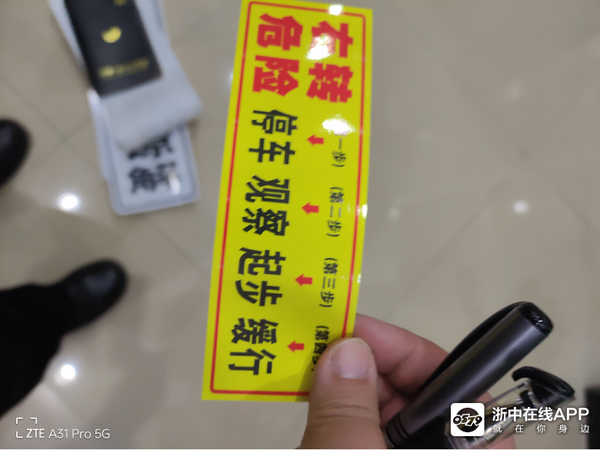 右转
危险
一步） （第二步） （第三步） （第四
停车 观察 起步 缓行
ZTE A31 Pro 5G
浙中在线APP
就在你身边